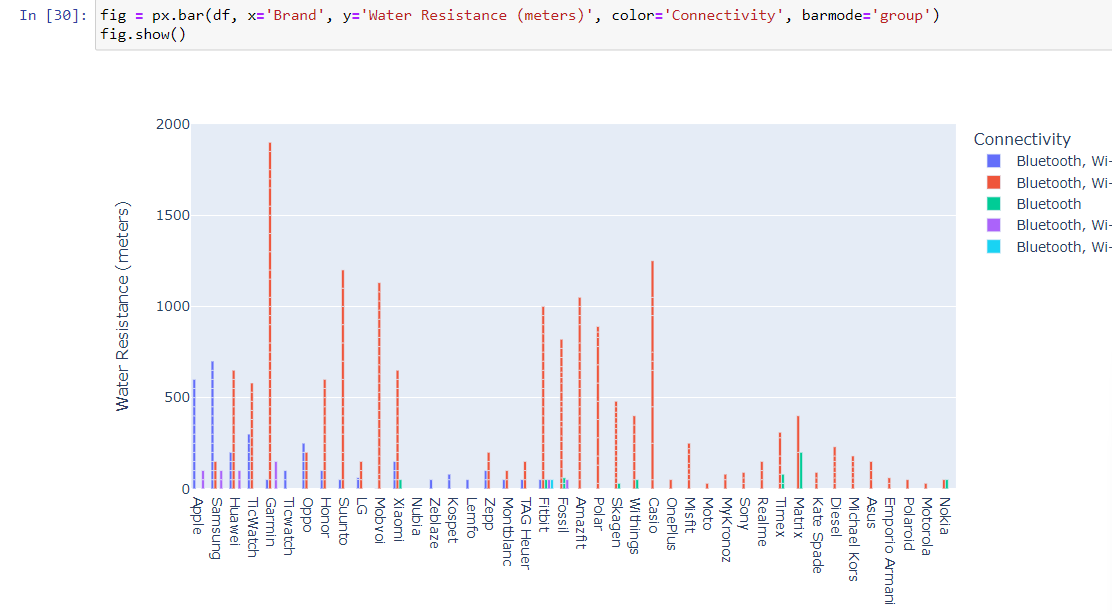 In [30]: fig = px.bar(df, x='Brand', y='Water Resistance (meters)', color='Connectivity', barmode='group')
fig.show()
Connectivity
Bluetooth, Wi-
Bluetooth, Wi-
Bluetooth
Bluetooth, Wi-
Bluetooth, Wi-
Water Resistance (meters)
2000
1500
1000
500
0
Apple
Samsung
Huawei
TicWatch
Garmin
Ticwatch
Oppo
Honor
Suunto
LG
Mobvoi
Xiaomi
Nubia
Zeblaze
Kospet
Lemfo
Zepp
Montblanc
TAG Heuer
Fitbit
Fossil
Amazfit
Polar
Skagen
Withings
Casio
OnePlus
Misfit
Moto
MyKronoz
Sony
Realme
Timex
Matrix
Kate Spade
Diesel
Michael Kors
Asus
Emporio Armani
Polaroid
Motorola
Nokia